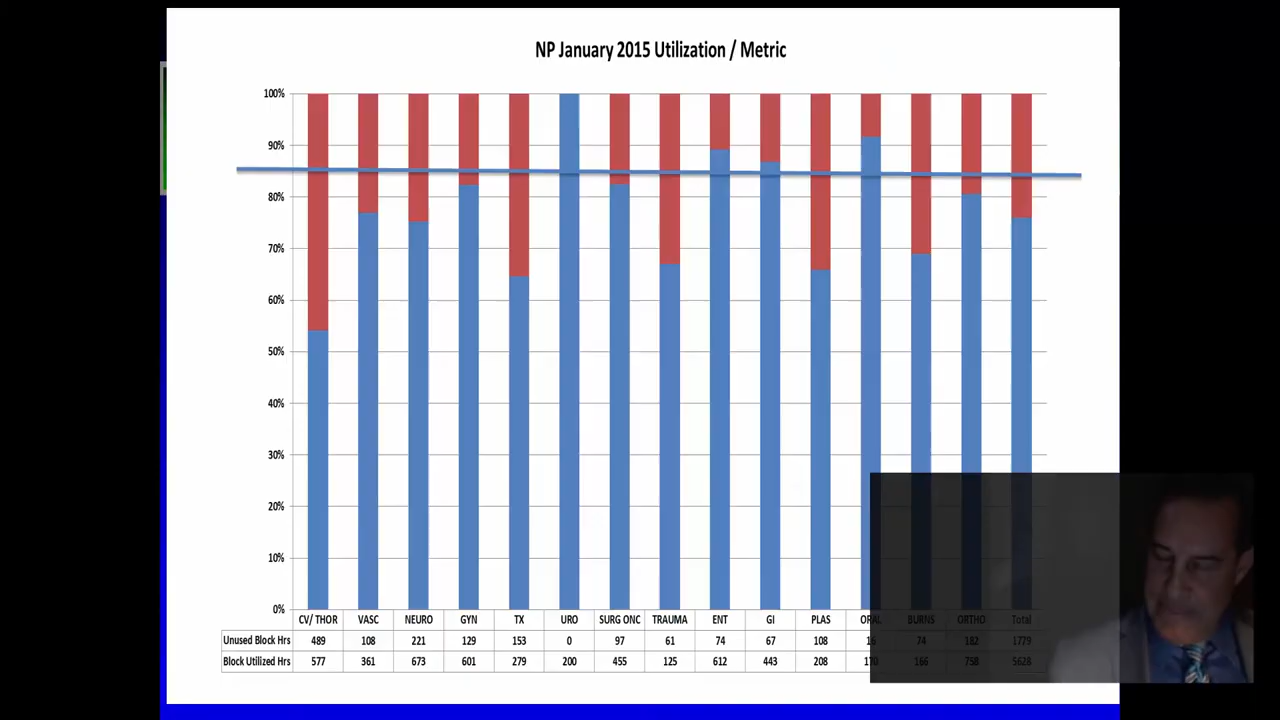 NP January 2015 Utilization / Metric
100%
90%
80%
70%
60%
50%
40%
30%
20%
10%
0%
CV/ THOR VASC NEURO GYN TX URO SURG ONC TRAUMA ENT GI PLAS ORAL BURNS ORTHO Total
Unused Block Hrs 489 108 221 129 153 0 97 61 74 67 108 16 74 182 1779
Block Utilized Hrs 577 361 673 601 279 200 455 125 612 443 208 170 166 758 5628